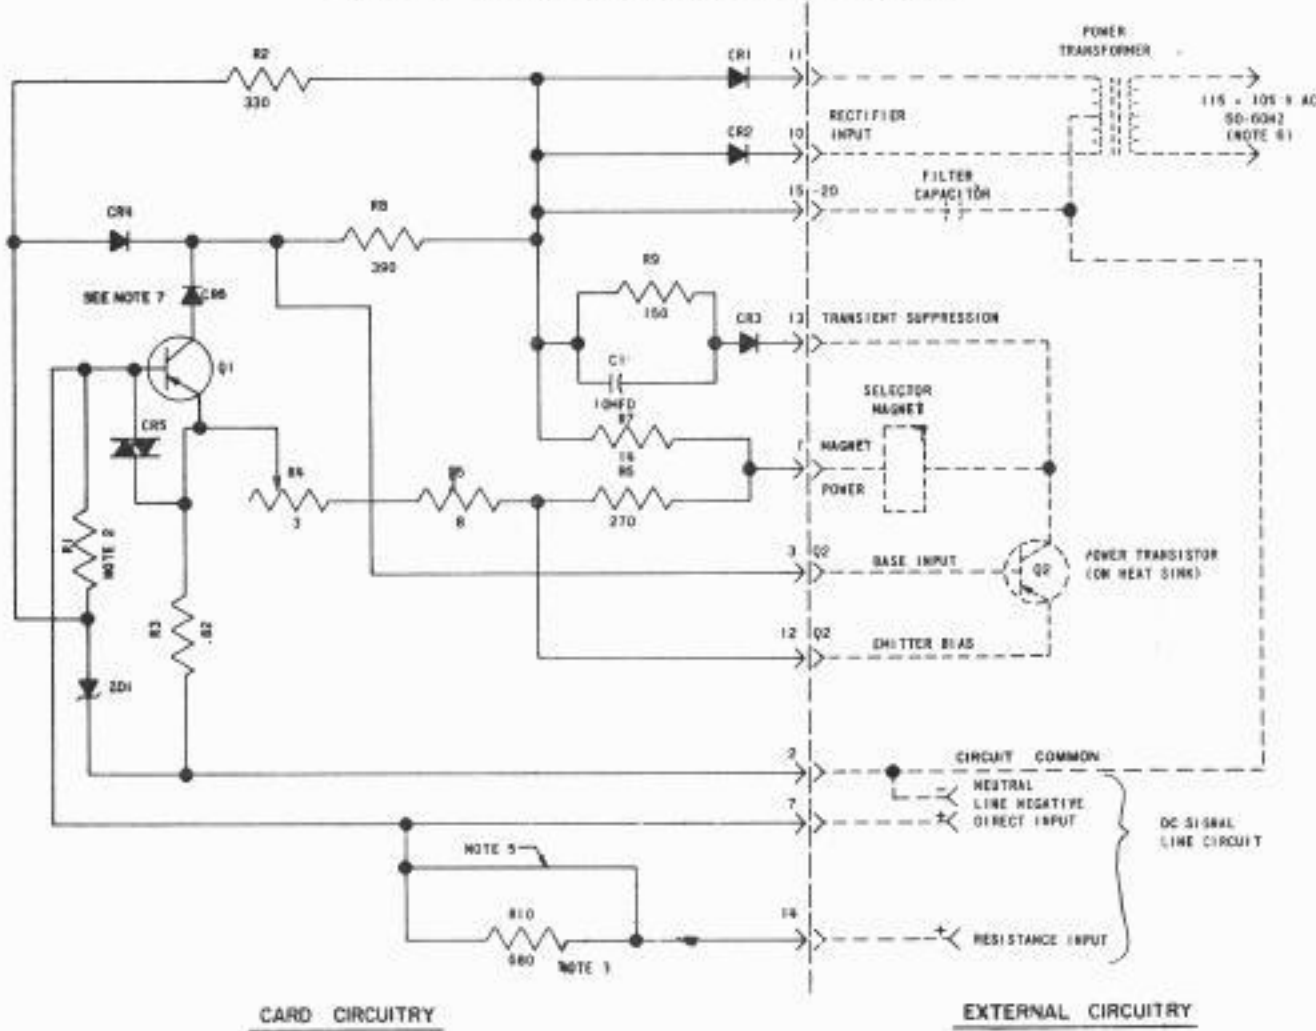 R2
330
CR1
11
POWER
TRANSFORMER
115 = 105 V AC
50-60HZ
(NOTE 6)
RECTIFIER
INPUT
CR2
10
FILTER
CAPACITOR
15 -20
CR4
R8
390
SEE NOTE 7
CR6
Q1
R9
150
C1
10MFD
CR3
13 TRANSIENT SUPPRESSION
SELECTOR
MAGNET
CR5
R4
3
R5
8
R7
R6
270
MAGNET
POWER
R1
NOTE 2
R3
.82
ZD1
3 Q2
BASE INPUT
Q2
POWER TRANSISTOR
(ON HEAT SINK)
12 Q2
EMITTER BIAS
2
CIRCUIT COMMON
- NEUTRAL
LINE NEGATIVE
7
+ DIRECT INPUT
DC SIGNAL
LINE CIRCUIT
NOTE 5
R10
680
NOTE
14
+ RESISTANCE INPUT
CARD CIRCUITRY
EXTERNAL CIRCUITRY